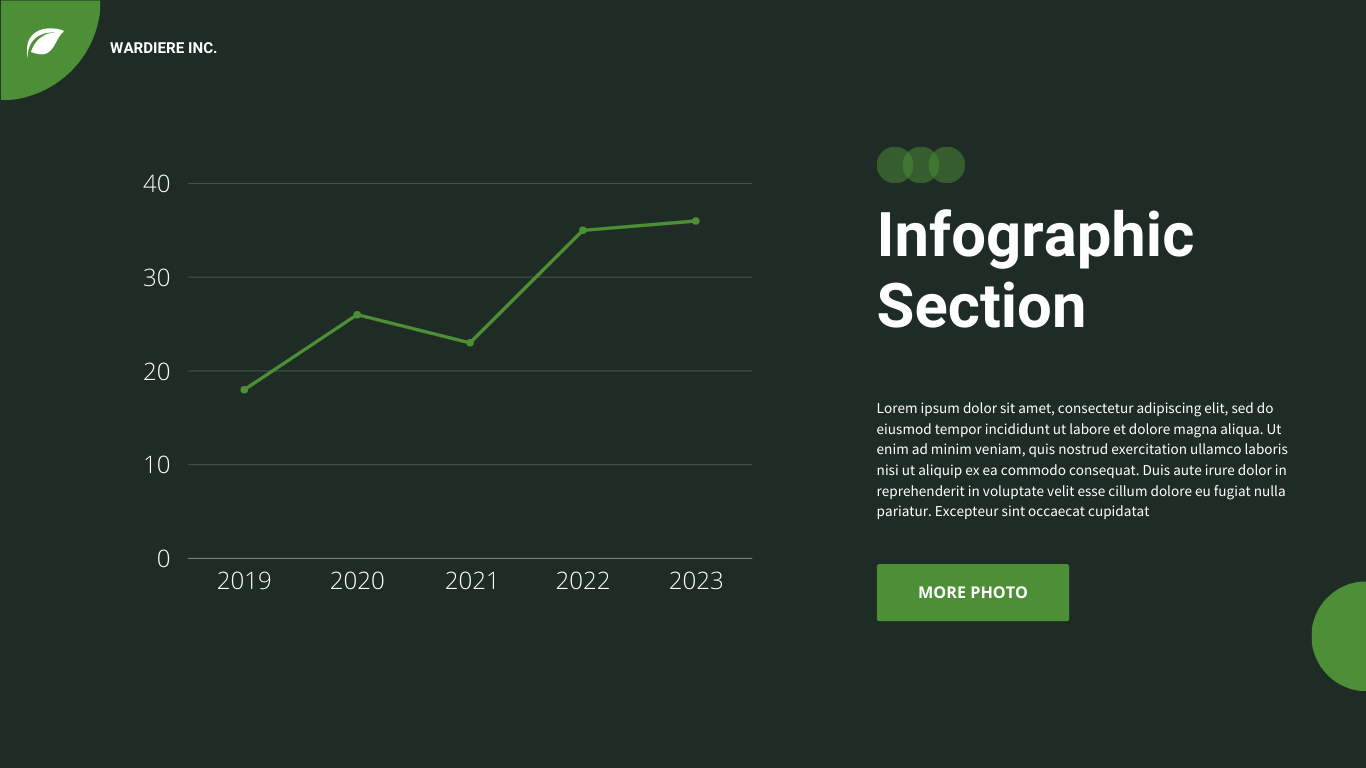 WARDIERE INC.
40
30
20
10
0
2019 2020 2021 2022 2023
Infographic
Section
Lorem ipsum dolor sit amet, consectetur adipiscing elit, sed do
eiusmod tempor incididunt ut labore et dolore magna aliqua. Ut
enim ad minim veniam, quis nostrud exercitation ullamco laboris
nisi ut aliquip ex ea commodo consequat. Duis aute irure dolor in
reprehenderit in voluptate velit esse cillum dolore eu fugiat nulla
pariatur. Excepteur sint occaecat cupidatat
MORE PHOTO